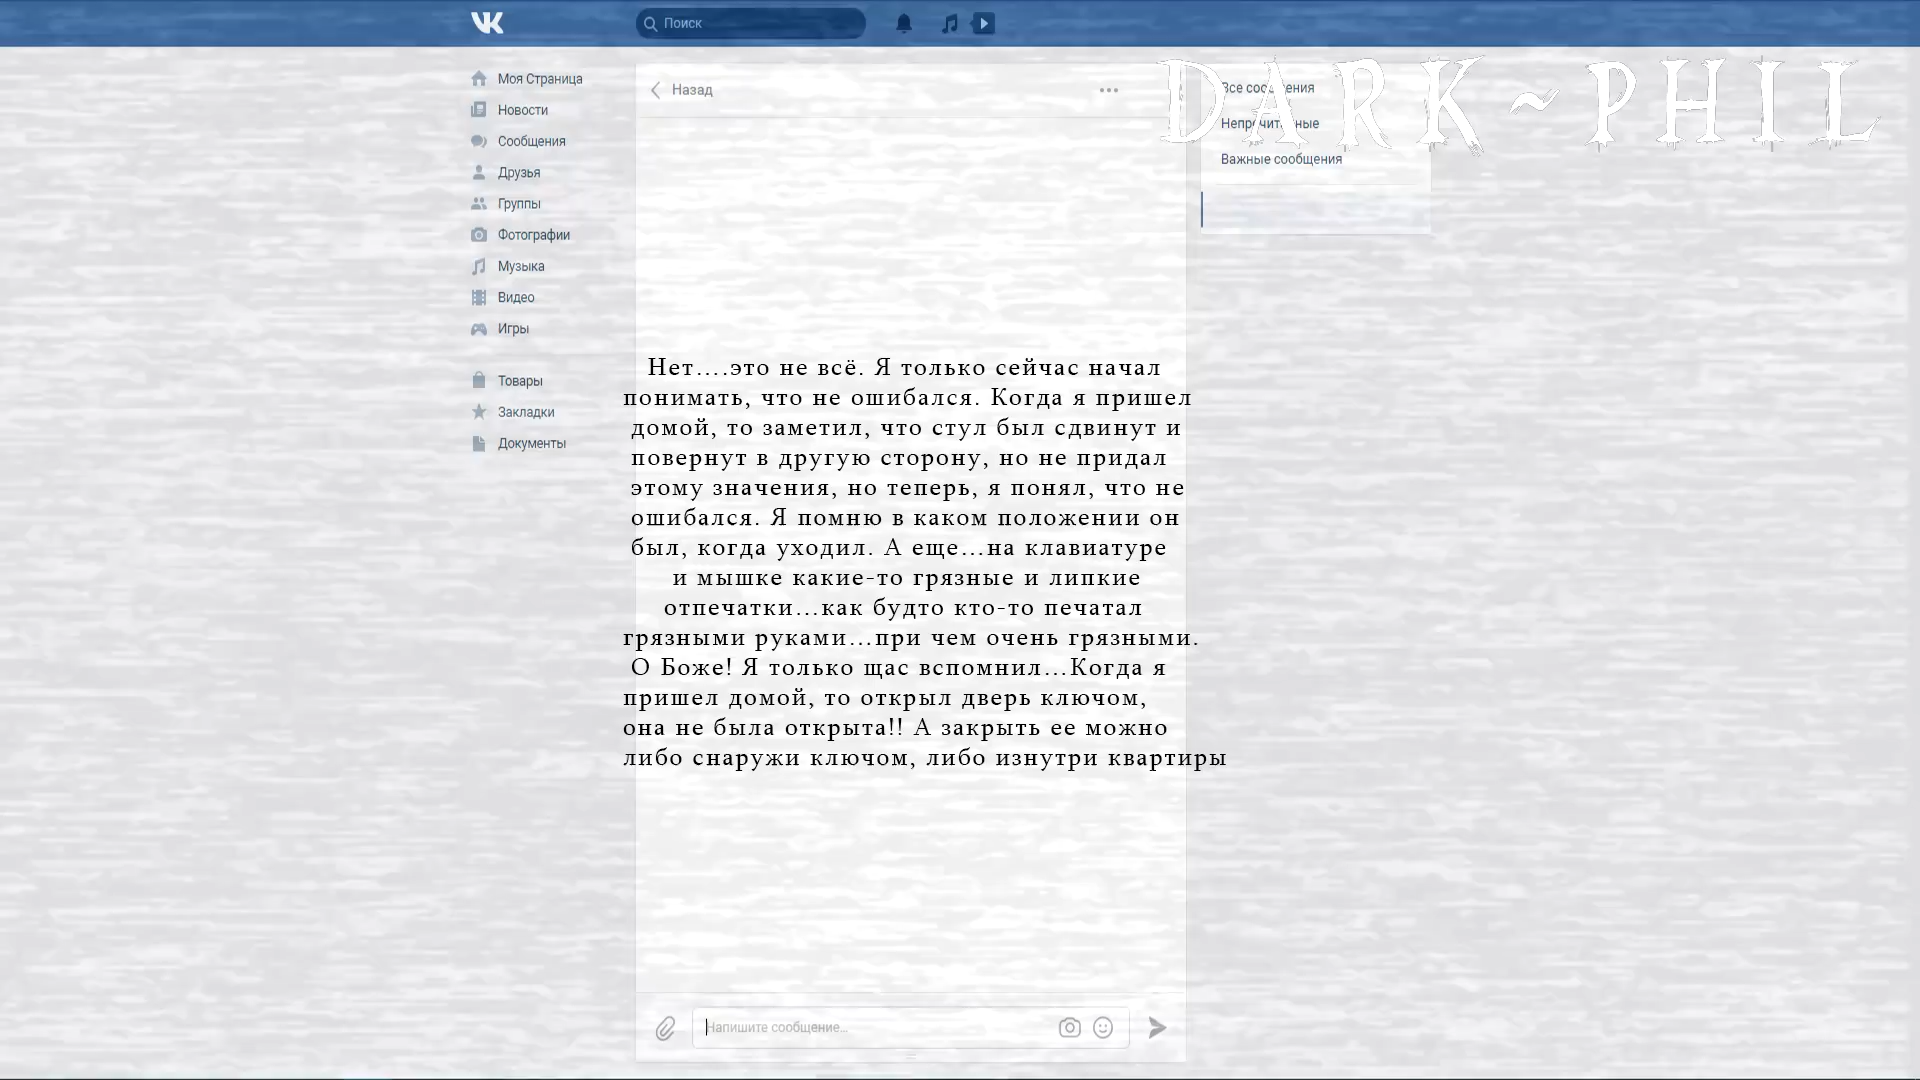 VK
Поиск
Моя Страница
Новости
Сообщения
Друзья
Группы
Фотографии
Музыка
Видео
Игры
Товары
Закладки
Документы
Назад
Все сообщения
Непрочитанные
Важные сообщения
DARK~PHIL
Нет....это не всё. Я только сейчас начал
понимать, что не ошибался. Когда я пришел
домой, то заметил, что стул был сдвинут и
повернут в другую сторону, но не придал
этому значения, но теперь, я понял, что не
ошибался. Я помню в каком положении он
был, когда уходил. А еще...на клавиатуре
и мышке какие-то грязные и липкие
отпечатки...как будто кто-то печатал
грязными руками...при чем очень грязными.
О Боже! Я только щас вспомнил...Когда я
пришел домой, то открыл дверь ключом,
она не была открыта!! А закрыть ее можно
либо снаружи ключом, либо изнутри квартиры
Напишите сообщение...